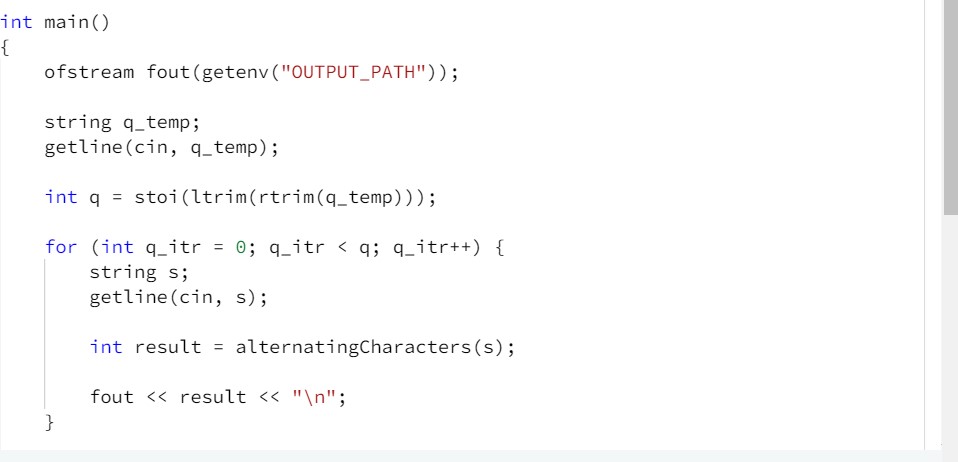 int main()
{
    ofstream fout(getenv("OUTPUT_PATH"));
    string q_temp;
    getline(cin, q_temp);
    int q = stoi(ltrim(rtrim(q_temp)));
    for (int q_itr = 0; q_itr < q; q_itr++) {
        string s;
        getline(cin, s);
        int result = alternatingCharacters(s);
        fout << result << "\n";
    }